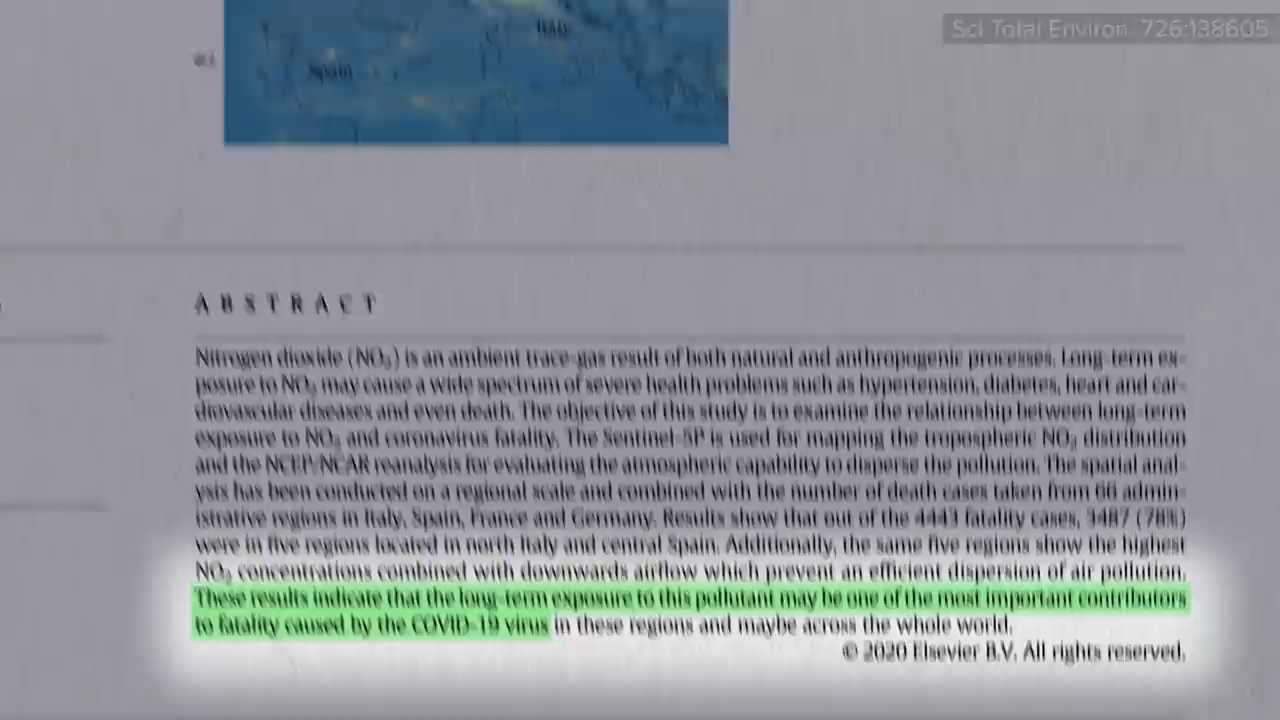 Sci Total Environ. 726:138605
Italy
Spain
ABSTRACT
Nitrogen dioxide (NO₂) is an ambient trace-gas result of both natural and anthropogenic processes. Long-term ex-
posure to NO₂ may cause a wide spectrum of severe health problems such as hypertension, diabetes, heart and car-
diovascular diseases and even death. The objective of this study is to examine the relationship between long-term
exposure to NO₂ and coronavirus fatality. The Sentinel-5P is used for mapping the tropospheric NO₂ distribution
and the NCEP/NCAR reanalysis for evaluating the atmospheric capability to disperse the pollution. The spatial anal-
ysis has been conducted on a regional scale and combined with the number of death cases taken from 66 admin-
istrative regions in Italy, Spain, France and Germany. Results show that out of the 4443 fatality cases, 3487 (78%)
were in five regions located in north Italy and central Spain. Additionally, the same five regions show the highest
NO₂ concentrations combined with downwards airflow which prevent an efficient dispersion of air pollution.
These results indicate that the long-term exposure to this pollutant may be one of the most important contributors
to fatality caused by the COVID-19 virus in these regions and maybe across the whole world.
© 2020 Elsevier B.V. All rights reserved.